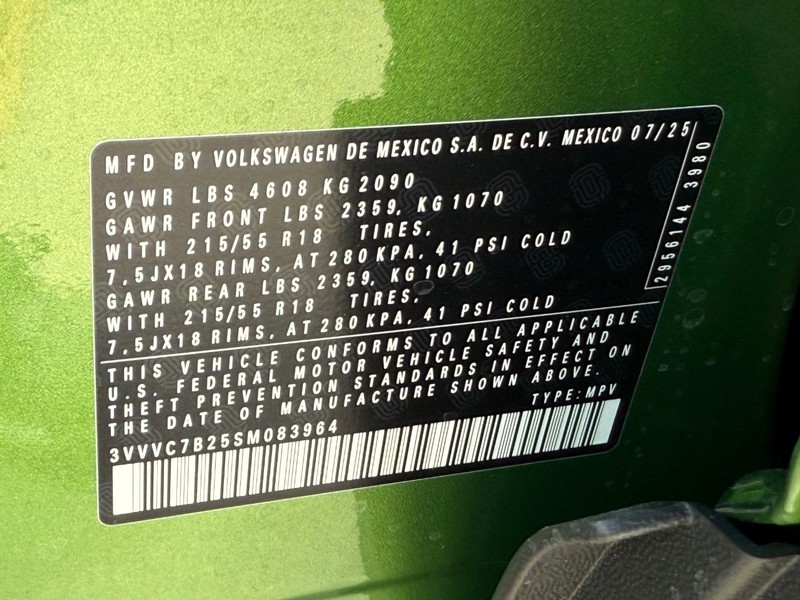 MFD BY VOLKSWAGEN DE MEXICO S.A. DE C.V. MEXICO 07/25
GVWR LBS 4608 KG 2090
GAWR FRONT LBS 2359, KG 1070
WITH 215/55 R18 TIRES,
7,5JX18 RIMS, AT 280 KPA, 41 PSI COLD
GAWR REAR LBS 2359, KG 1070
WITH 215/55 R18 TIRES,
7,5JX18 RIMS, AT 280 KPA, 41 PSI COLD
2956144 3980
THIS VEHICLE CONFORMS TO ALL APPLICABLE
U.S. FEDERAL MOTOR VEHICLE SAFETY AND
THEFT PREVENTION STANDARDS IN EFFECT ON
THE DATE OF MANUFACTURE SHOWN ABOVE.
TYPE: MPV
3VVVC7B25SM083964